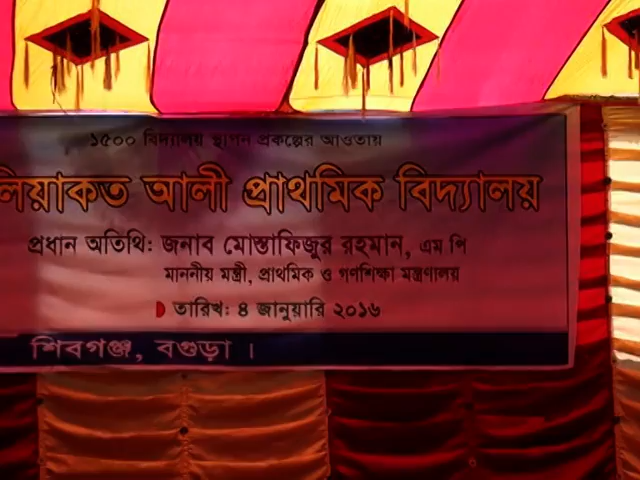 ১৫০০ বিদ্যালয় স্থাপন প্রকল্পের আওতায়
লিয়াকত আলী প্রাথমিক বিদ্যালয়
প্রধান অতিথি: জনাব মোস্তাফিজুর রহমান, এম পি
মাননীয় মন্ত্রী, প্রাথমিক ও গণশিক্ষা মন্ত্রণালয়
তারিখ: ৪ জানুয়ারি ২০১৬
শিবগঞ্জ, বগুড়া ।